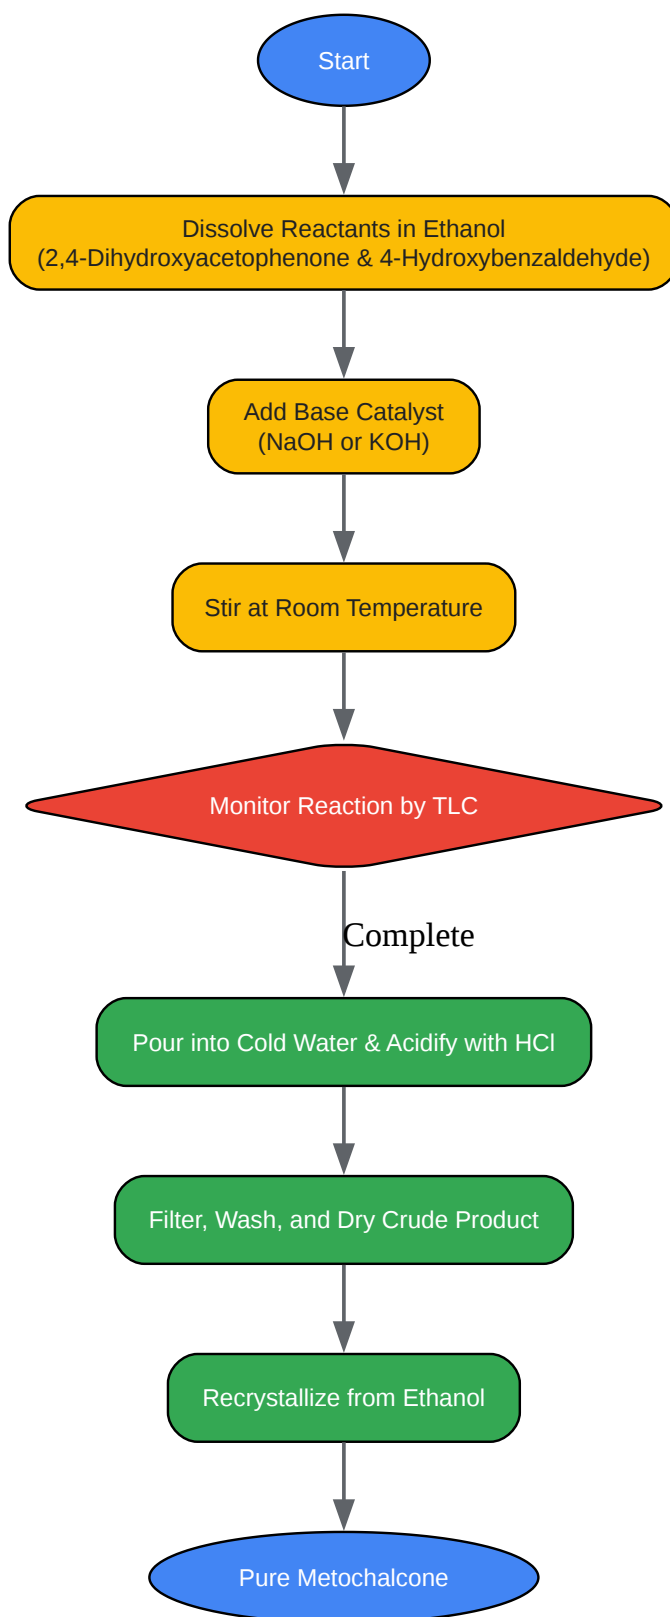 Start
Dissolve Reactants in Ethanol
(2,4-Dihydroxyacetophenone & 4-Hydroxybenzaldehyde)
Add Base Catalyst
(NaOH or KOH)
Stir at Room Temperature
Monitor Reaction by TLC
Complete
Pour into Cold Water & Acidify with HCl
Filter, Wash, and Dry Crude Product
Recrystallize from Ethanol
Pure Metochalcone